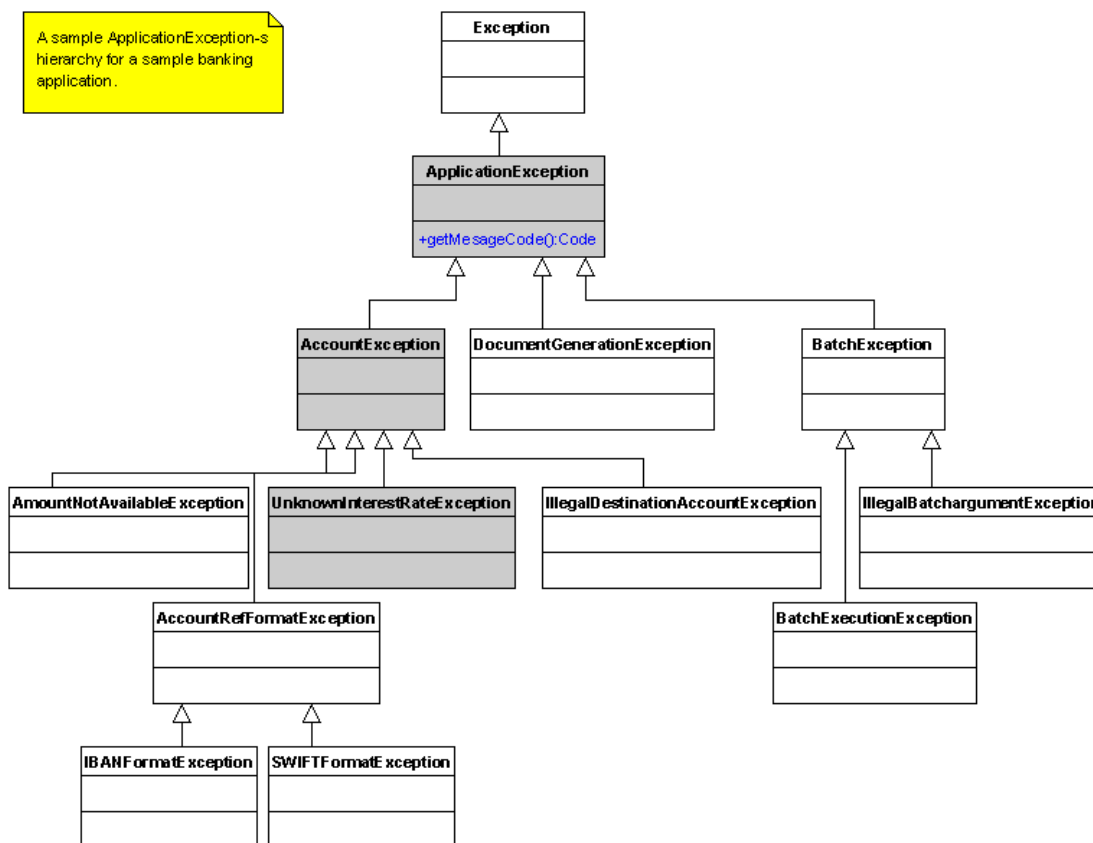 A sample ApplicationException-s
hierarchy for a sample banking
application.
Exception
ApplicationException
+getMesageCode():Code
AccountException
DocumentGenerationException
BatchException
AmountNotAvailableException
UnknownInterestRateException
IllegalDestinationAccountException
IllegalBatchargumentException
AccountRefFormatException
BatchExecutionException
IBANFormatException
SWIFTFormatException